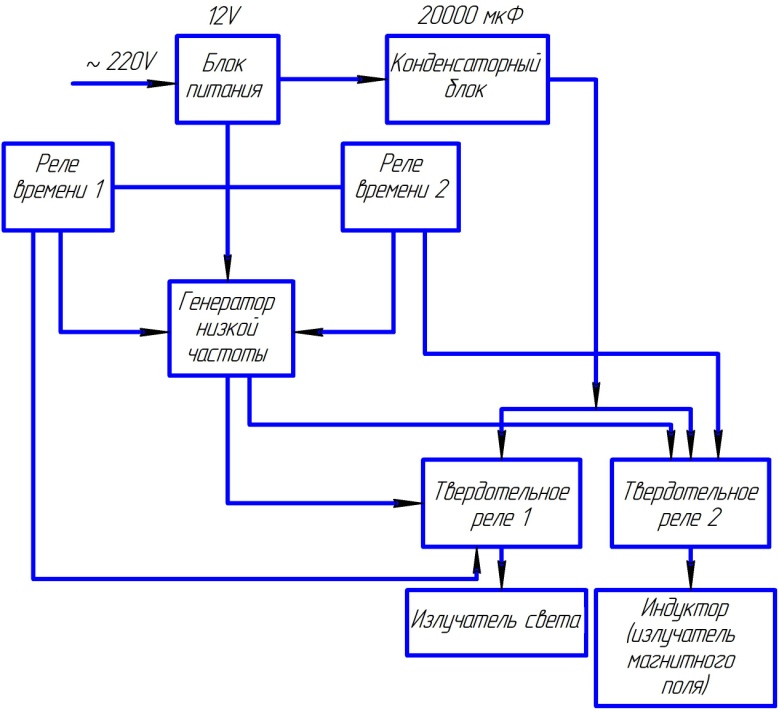 12V
20000 мкФ
~ 220V
Блок
питания
Конденсаторный
блок
Реле
времени 1
Реле
времени 2
Генератор
низкой
частоты
Твердотельное
реле 1
Твердотельное
реле 2
Излучатель света
Индуктор
(излучатель
магнитного
поля)